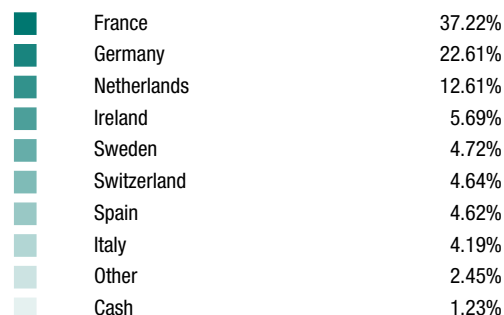 France 37.22%
Germany 22.61%
Netherlands 12.61%
Ireland 5.69%
Sweden 4.72%
Switzerland 4.64%
Spain 4.62%
Italy 4.19%
Other 2.45%
Cash 1.23%